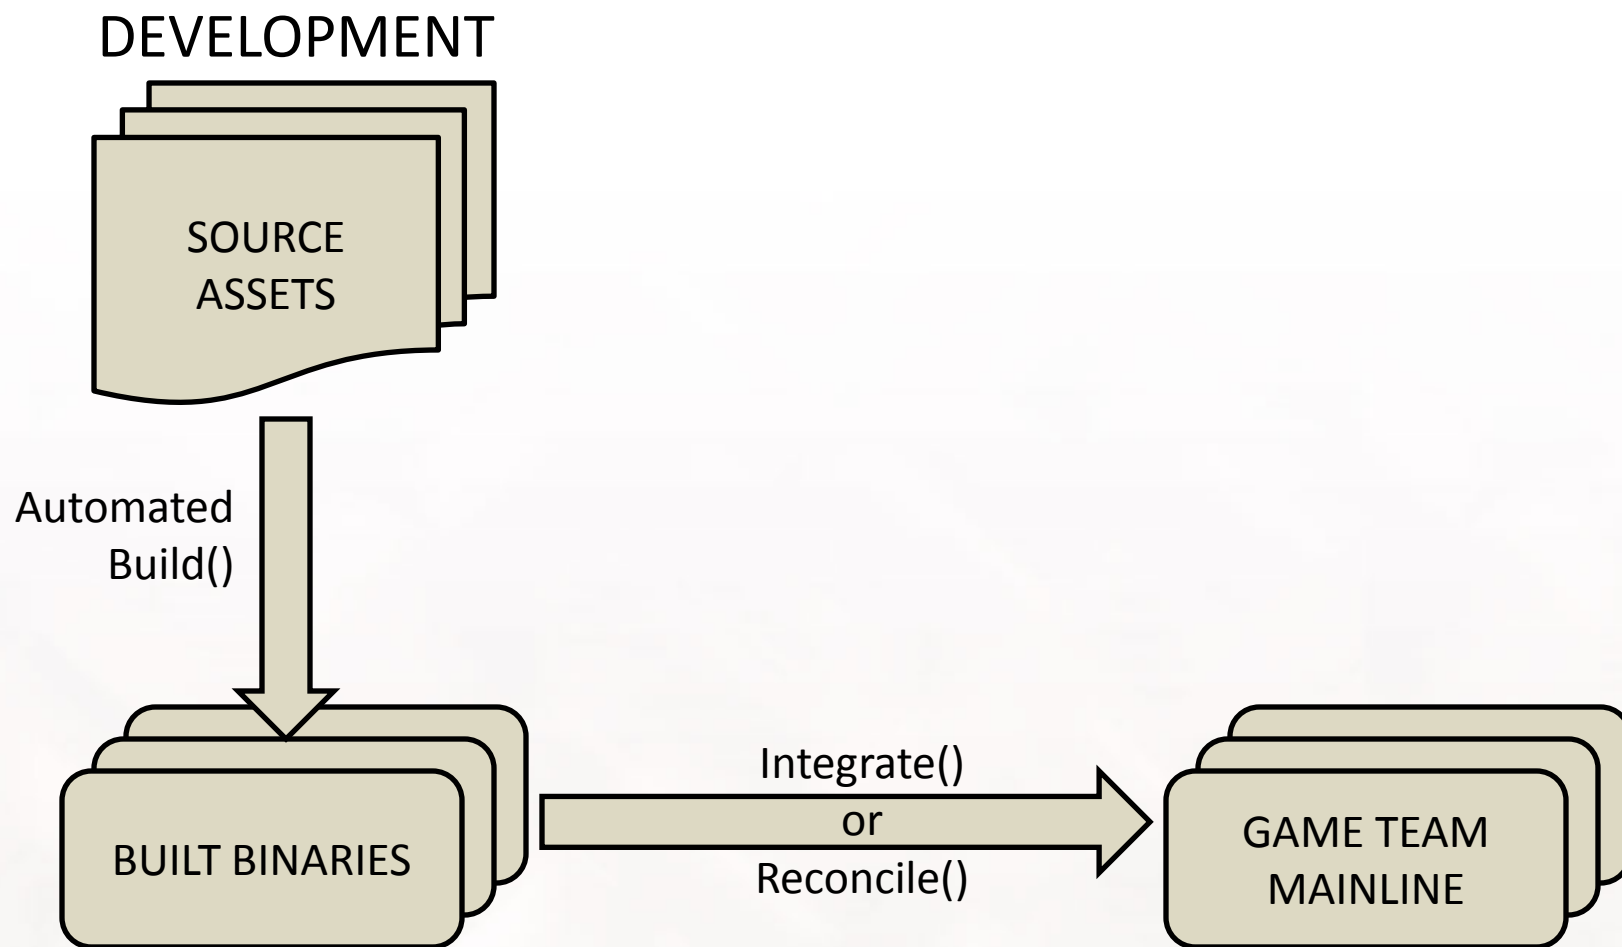 DEVELOPMENT
SOURCE
ASSETS
Automated
Build()
BUILT BINARIES
Integrate()
or
Reconcile()
GAME TEAM
MAINLINE